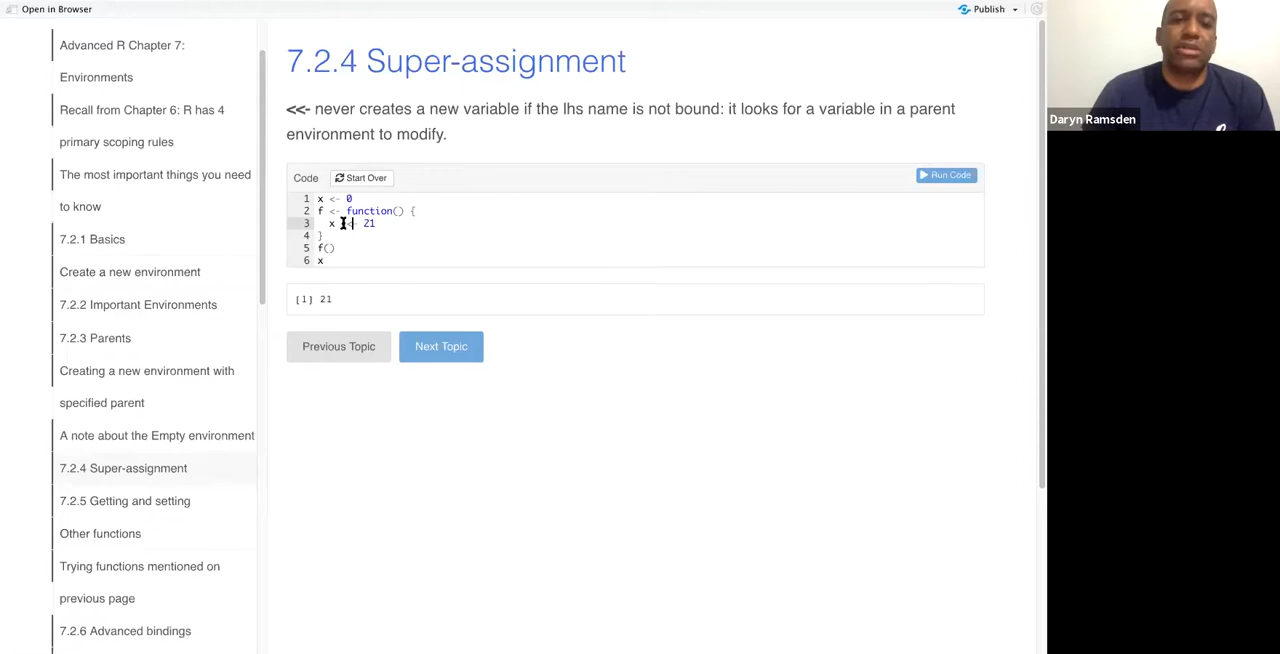 Open in Browser
Publish
Advanced R Chapter 7:
Environments
Recall from Chapter 6: R has 4
primary scoping rules
The most important things you need
to know
7.2.1 Basics
Create a new environment
7.2.2 Important Environments
7.2.3 Parents
Creating a new environment with
specified parent
A note about the Empty environment
7.2.4 Super-assignment
7.2.5 Getting and setting
Other functions
Trying functions mentioned on
previous page
7.2.6 Advanced bindings
7.2.4 Super-assignment
<<- never creates a new variable if the lhs name is not bound: it looks for a variable in a parent
environment to modify.
Code
Start Over
Run Code
1 x <- 0
2 f <- function() {
3 x 21
4 }
5 f()
6 x
[1] 21
Previous Topic
Next Topic
Daryn Ramsden